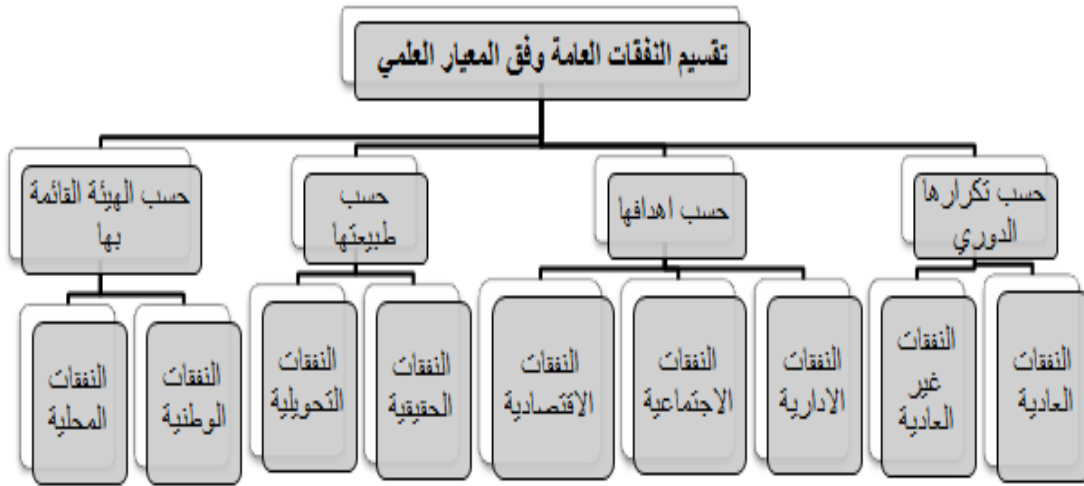 تقسيم النفقات العامة وفق المعيار العلمي
حسب تكرارها
الدوري
حسب اهدافها
حسب
طبيعتها
حسب الهيئة القائمة
بها
النفقات
العادية
النفقات
غير
العادية
النفقات
الادارية
النفقات
الاجتماعية
النفقات
الاقتصادية
النفقات
الحقيقية
النفقات
التحويلية
النفقات
الوطنية
النفقات
المحلية